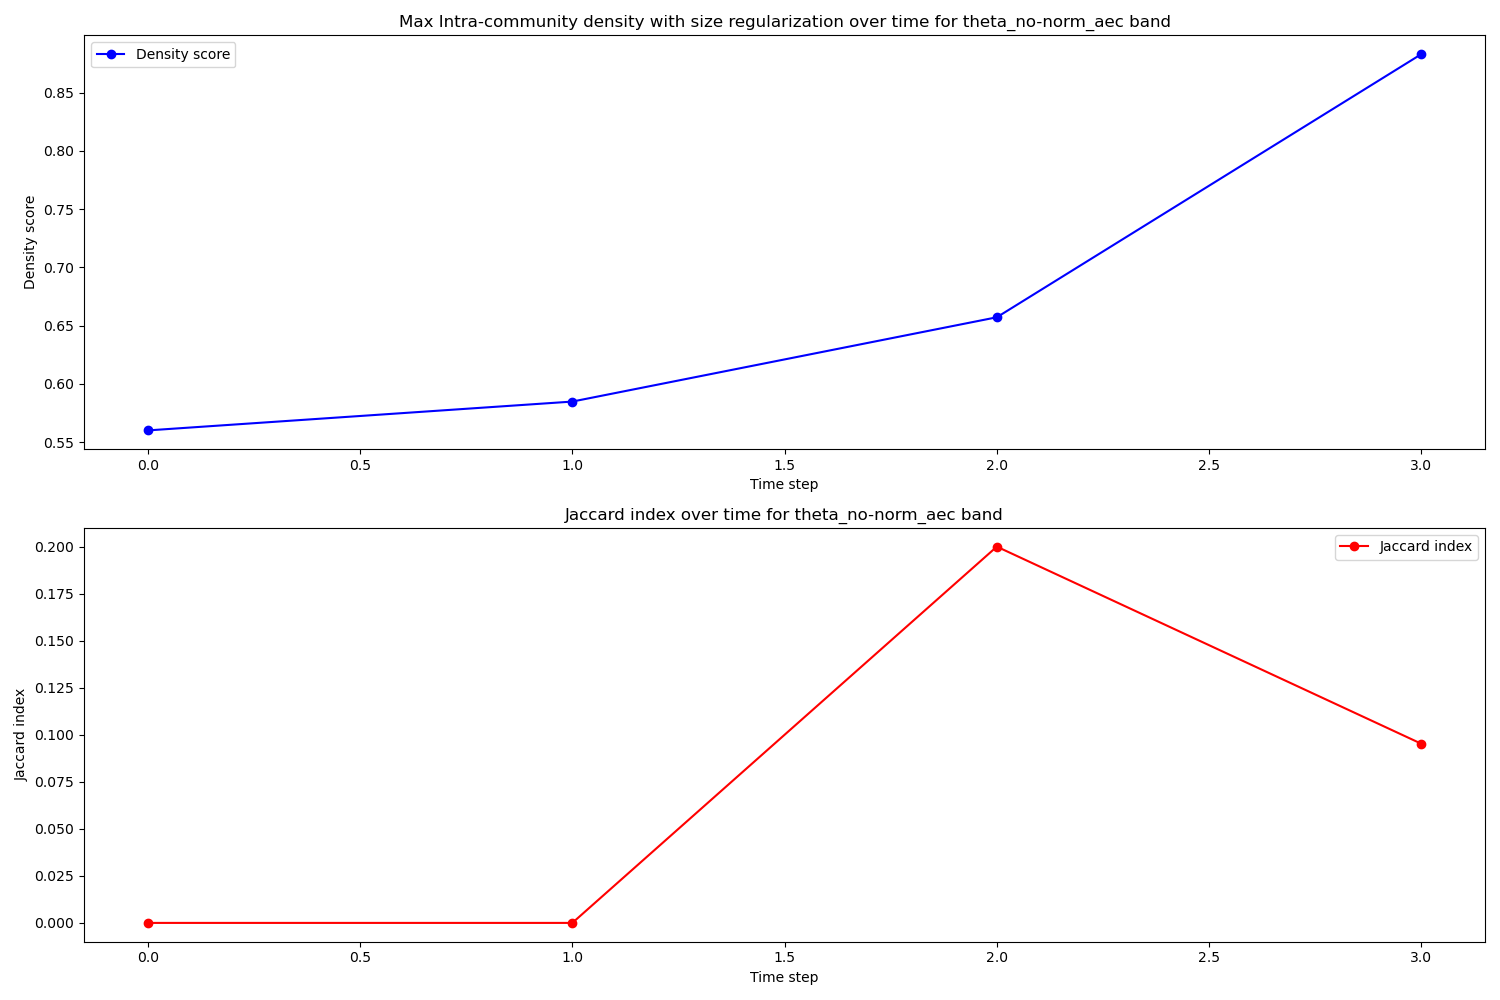 Max Intra-community density with size regularization over time for theta_no-norm_aec band
Density score
Density score
0.85
0.80
0.75
0.70
0.65
0.60
0.55
0.0 0.5 1.0 1.5 2.0 2.5 3.0
Time step
Jaccard index over time for theta_no-norm_aec band
Jaccard index
Jaccard index
0.200
0.175
0.150
0.125
0.100
0.075
0.050
0.025
0.000
0.0 0.5 1.0 1.5 2.0 2.5 3.0
Time step